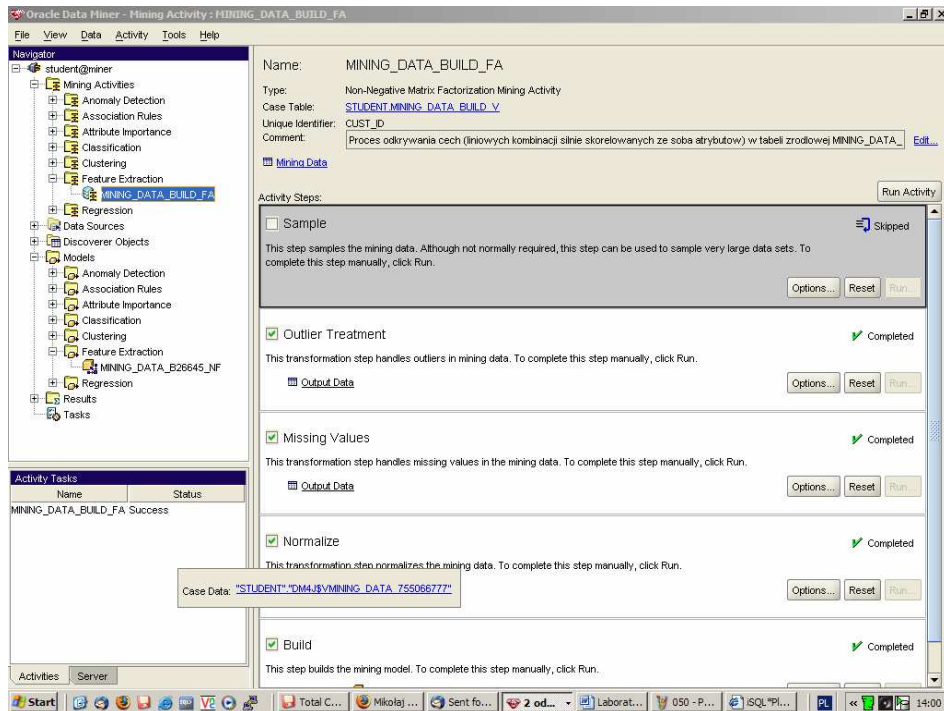 Oracle Data Miner - Mining Activity : MINING_DATA_BUILD_FA
File View Data Activity Tools Help
Navigator
student@miner
Mining Activities
Anomaly Detection
Association Rules
Attribute Importance
Classification
Clustering
Feature Extraction
MINING_DATA_BUILD_FA
Regression
Data Sources
Discoverer Objects
Models
Anomaly Detection
Association Rules
Attribute Importance
Classification
Clustering
Feature Extraction
MINING_DATA_B26645_NF
Regression
Results
Tasks
Activity Tasks
Name Status
MINING_DATA_BUILD_FA Success
Activities Server
Name: MINING_DATA_BUILD_FA
Type: Non-Negative Matrix Factorization Mining Activity
Case Table: STUDENT.MINING_DATA_BUILD_V
Unique Identifier: CUST_ID
Comment: Proces odkrywania cech (liniowych kombinacji silnie skorelowanych ze soba atrybutow) w tabeli zrodlowej MINING_DATA_ Edit...
Mining Data
Run Activity
Activity Steps:
Sample Skipped
This step samples the mining data. Although not normally required, this step can be used to sample very large data sets. To
complete this step manually, click Run.
Options... Reset Run...
Outlier Treatment Completed
This transformation step handles outliers in mining data. To complete this step manually, click Run.
Output Data
Options... Reset Run...
Missing Values Completed
This transformation step handles missing values in the mining data. To complete this step manually, click Run.
Output Data
Options... Reset Run...
Normalize Completed
This transformation step normalizes the mining data. To complete this step manually, click Run.
Case Data: "STUDENT"."DM4J$VMINING_DATA_755066777"
Options... Reset Run...
Build Completed
This step builds the mining model. To complete this step manually, click Run.
Start Total C... Mikołaj ... Sent fo... 2 od... Laborat... 050 - P... iSQL*Pl... PL 14:00